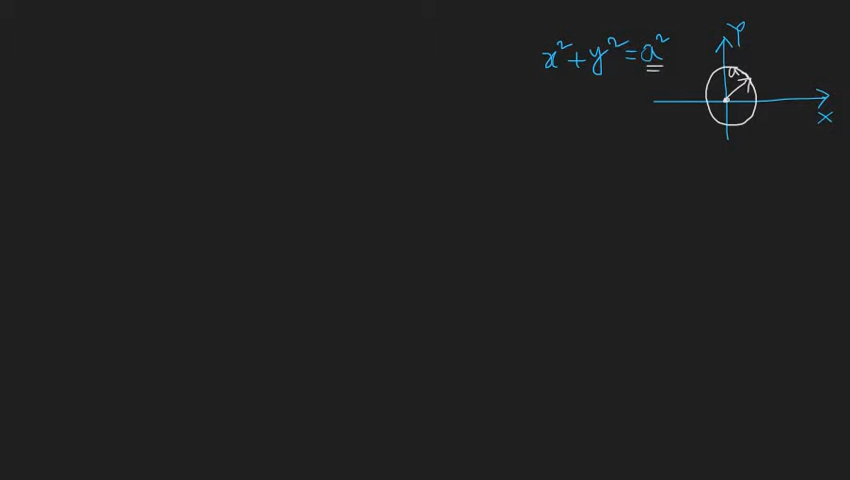 x² + y² = a²
Y
a
X